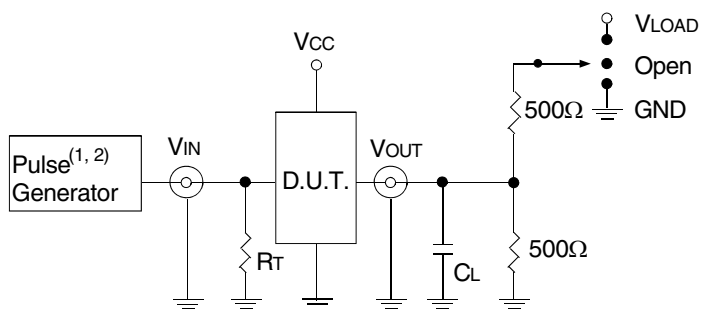 VLOAD
VCC
Open
500Ω
GND
VIN
VOUT
Pulse(1, 2)
Generator
D.U.T.
RT
CL
500Ω